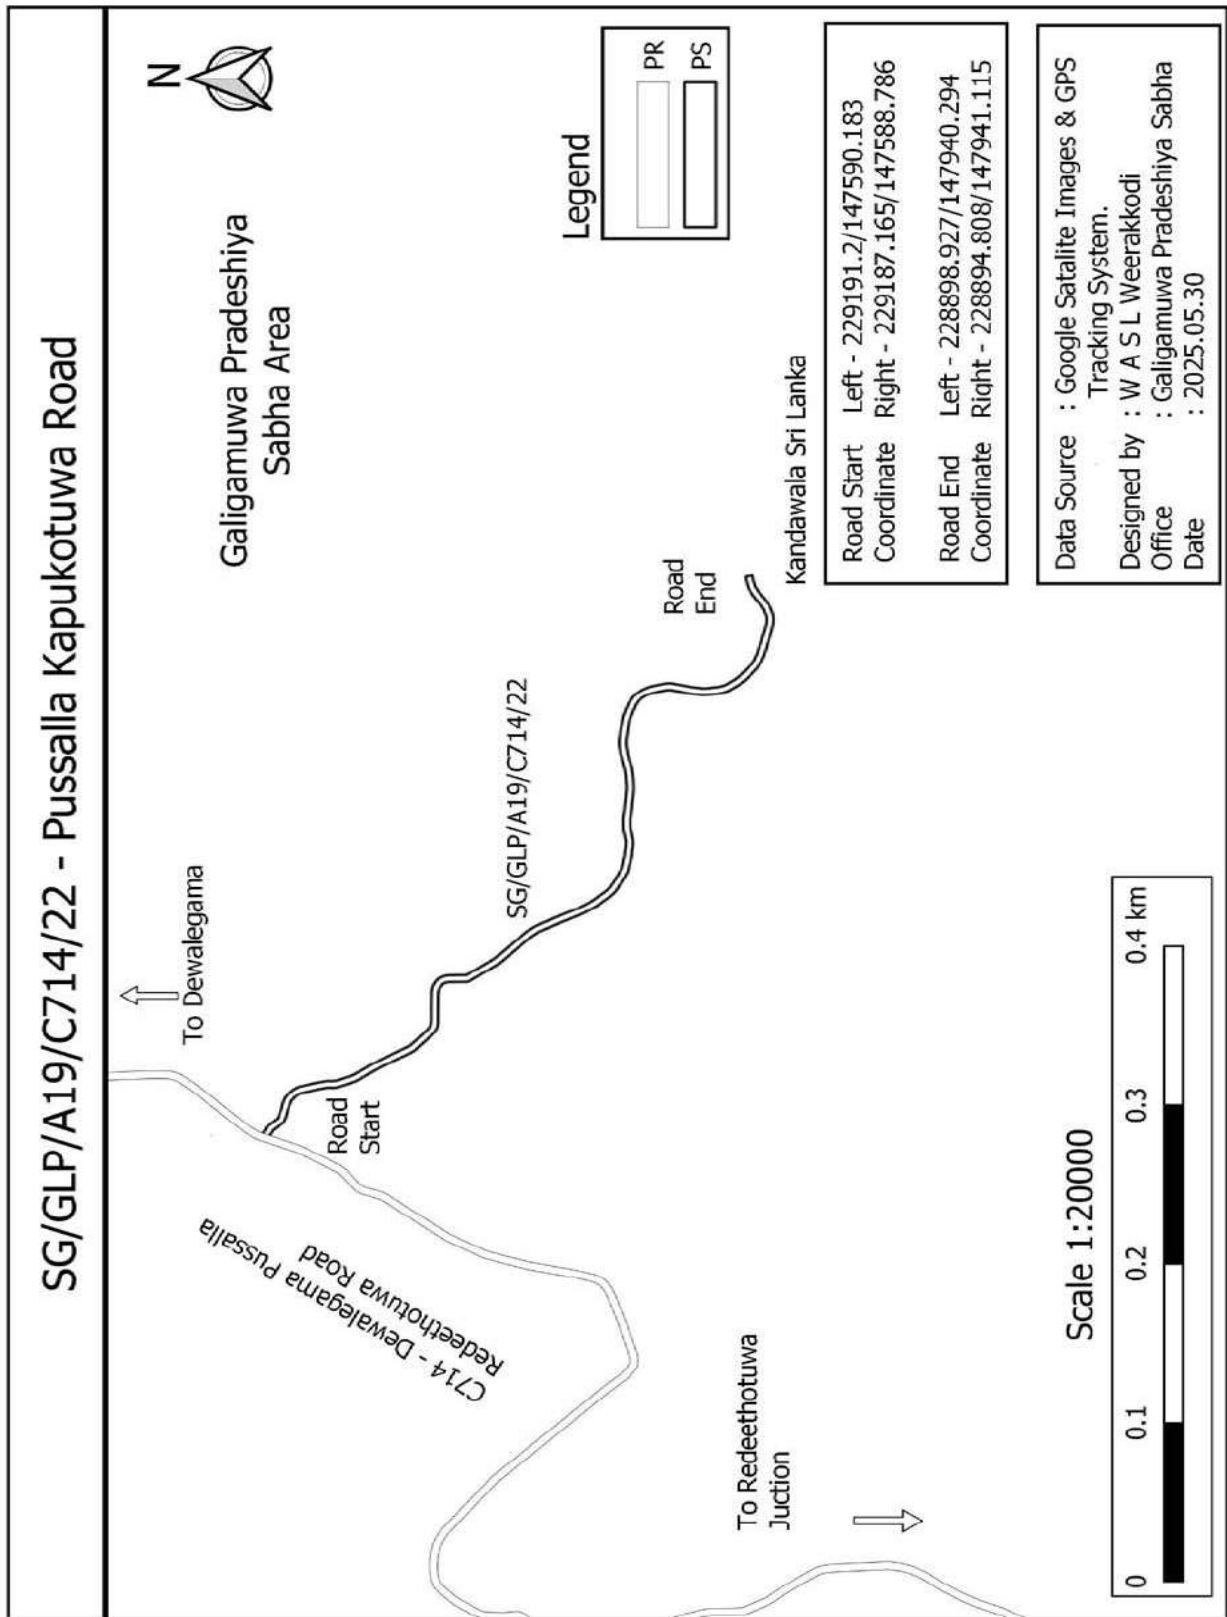 SG/GLP/A19/C714/22 - Pussalla Kapukotuwa Road
N
To Dewalegama
Galigamuwa Pradeshiya
Sabha Area
Road
Start
C714 - Dewalegama Pussalla
Redeethotuwa Road
SG/GLP/A19/C714/22
Road
End
Legend
PR
PS
To Redeethotuwa
Juction
Kandawala Sri Lanka
Road Start Left - 229191.2/147590.183
Coordinate Right - 229187.165/147588.786
Road End Left - 228898.927/147940.294
Coordinate Right - 228894.808/147941.115
Scale 1:20000
0 0.1 0.2 0.3 0.4 km
Data Source : Google Satalite Images & GPS
Tracking System.
Designed by : W A S L Weerakkodi
Office : Galigamuwa Pradeshiya Sabha
Date : 2025.05.30